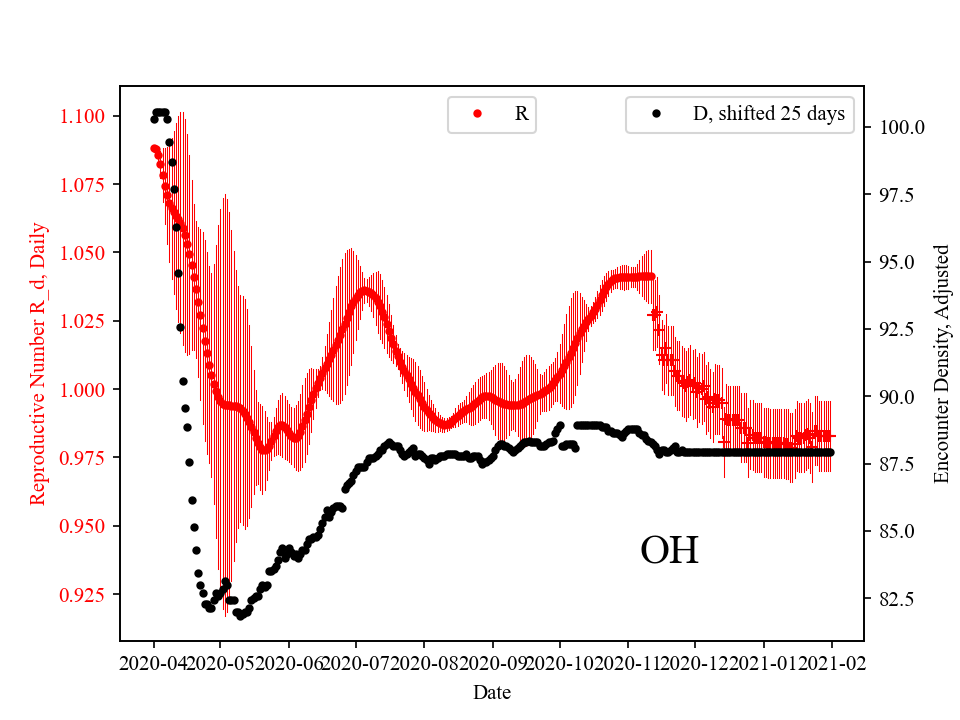 R
D, shifted 25 days
Reproductive Number R_d, Daily
1.100
1.075
1.050
1.025
1.000
0.975
0.950
0.925
100.0
97.5
95.0
92.5
90.0
87.5
85.0
82.5
Encounter Density, Adjusted
OH
2020-04 2020-05 2020-06 2020-07 2020-08 2020-09 2020-10 2020-11 2020-12 2021-01 2021-02
Date